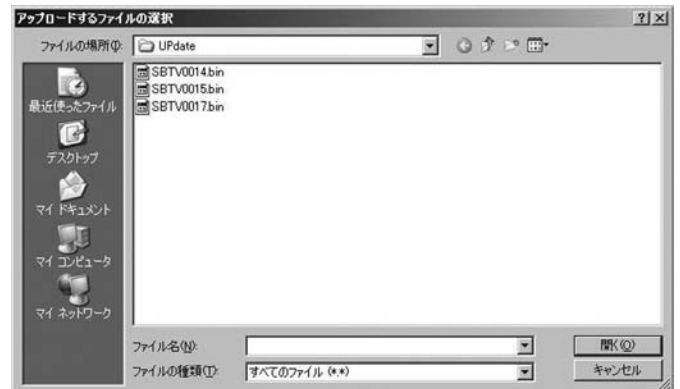 アップロードするファイルの選択
ファイルの場所(I):
UPdate
SBTV0014.bin
SBTV0015.bin
SBTV0017.bin
最近使ったファイル
デスクトップ
マイ ドキュメント
マイ コンピュータ
マイ ネットワーク
ファイル名(N):
開く(O)
ファイルの種類(T):
すべてのファイル (*.*)
キャンセル